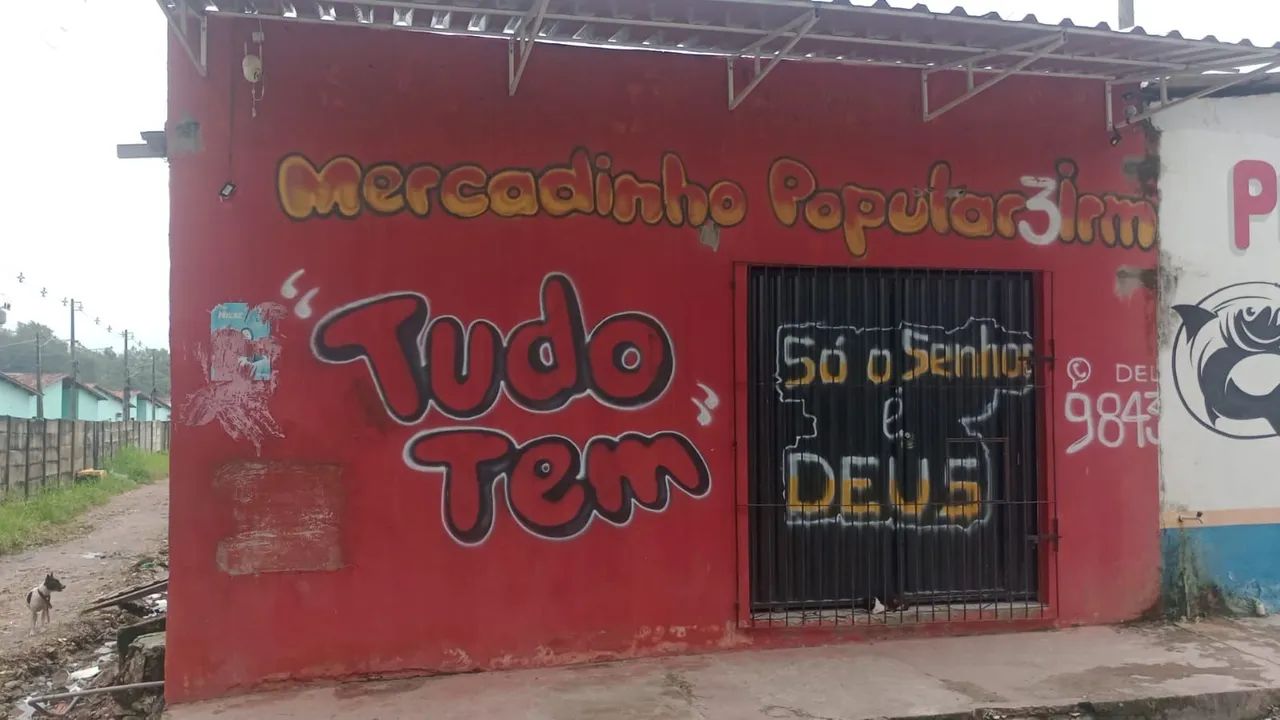 Mercadinho Popular 3 irm
"Tudo
Tem"
Só o Senhor
é
DEUS
DEL
9843
P